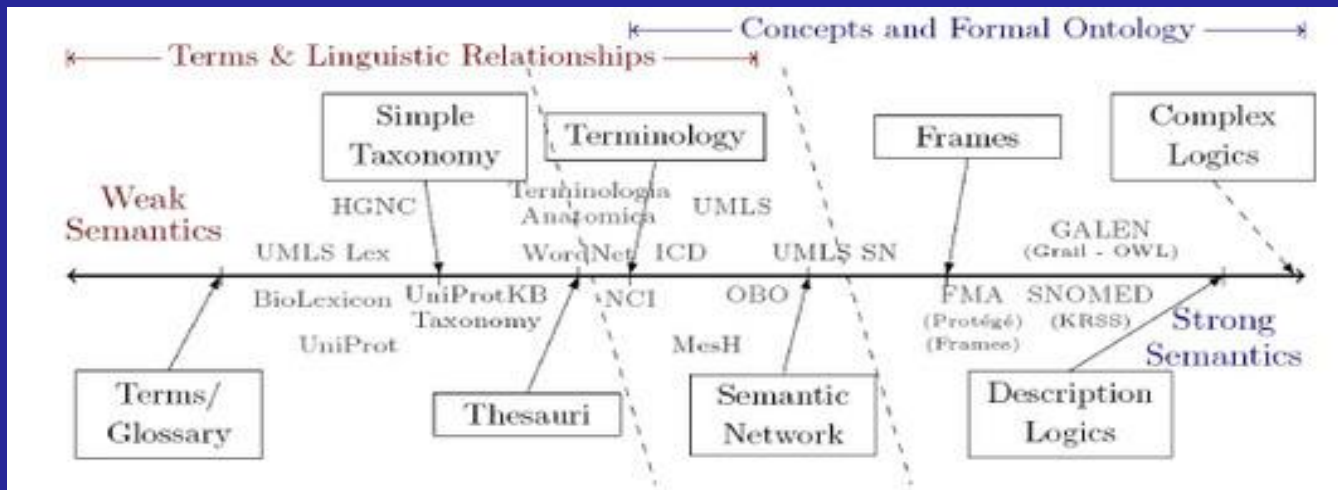 Concepts and Formal Ontology
Terms & Linguistic Relationships
Simple
Taxonomy
Terminology
Frames
Complex
Logics
Weak
Semantics
HGNC
Terminologia
Anatomica
UMLS
GALEN
(Grail - OWL)
UMLS Lex
WordNet
ICD
UMLS SN
BioLexicon
UniProtKB
Taxonomy
NCI
OBO
FMA
(Protégé)
(Frames)
SNOMED
(KRSS)
Strong
Semantics
UniProt
MesH
Terms/
Glossary
Thesauri
Semantic
Network
Description
Logics